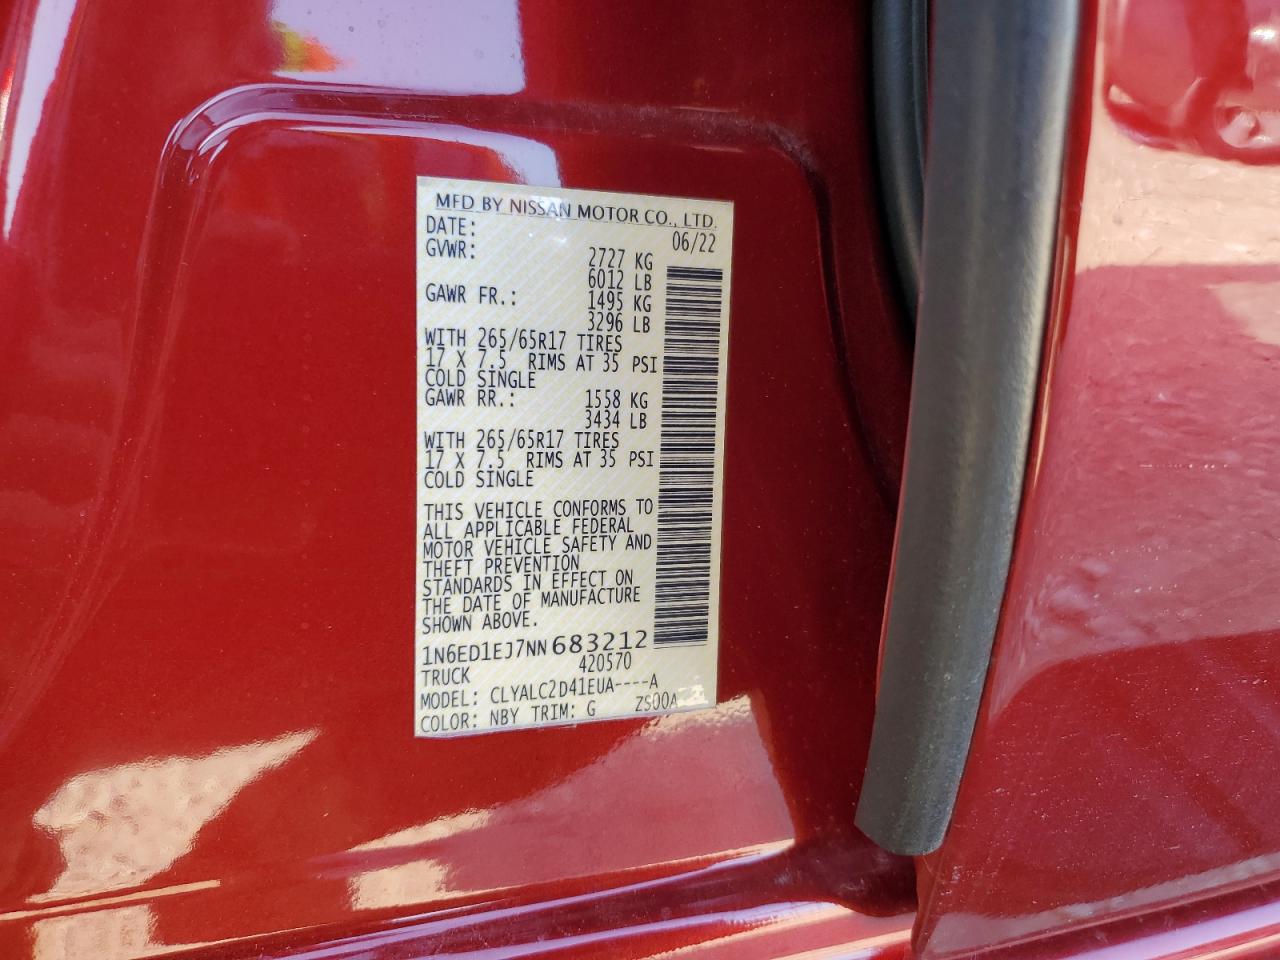 MFD BY NISSAN MOTOR CO., LTD.
DATE: 06/22
GVWR: 2727 KG
6012 LB
GAWR FR.: 1495 KG
3296 LB
WITH 265/65R17 TIRES
17 X 7.5 RIMS AT 35 PSI
COLD SINGLE
GAWR RR.: 1558 KG
3434 LB
WITH 265/65R17 TIRES
17 X 7.5 RIMS AT 35 PSI
COLD SINGLE
THIS VEHICLE CONFORMS TO
ALL APPLICABLE FEDERAL
MOTOR VEHICLE SAFETY AND
THEFT PREVENTION
STANDARDS IN EFFECT ON
THE DATE OF MANUFACTURE
SHOWN ABOVE.
1N6ED1EJ7NN683212
TRUCK 420570
MODEL: CLYALC2D41EUA----A
COLOR: NBY TRIM: G